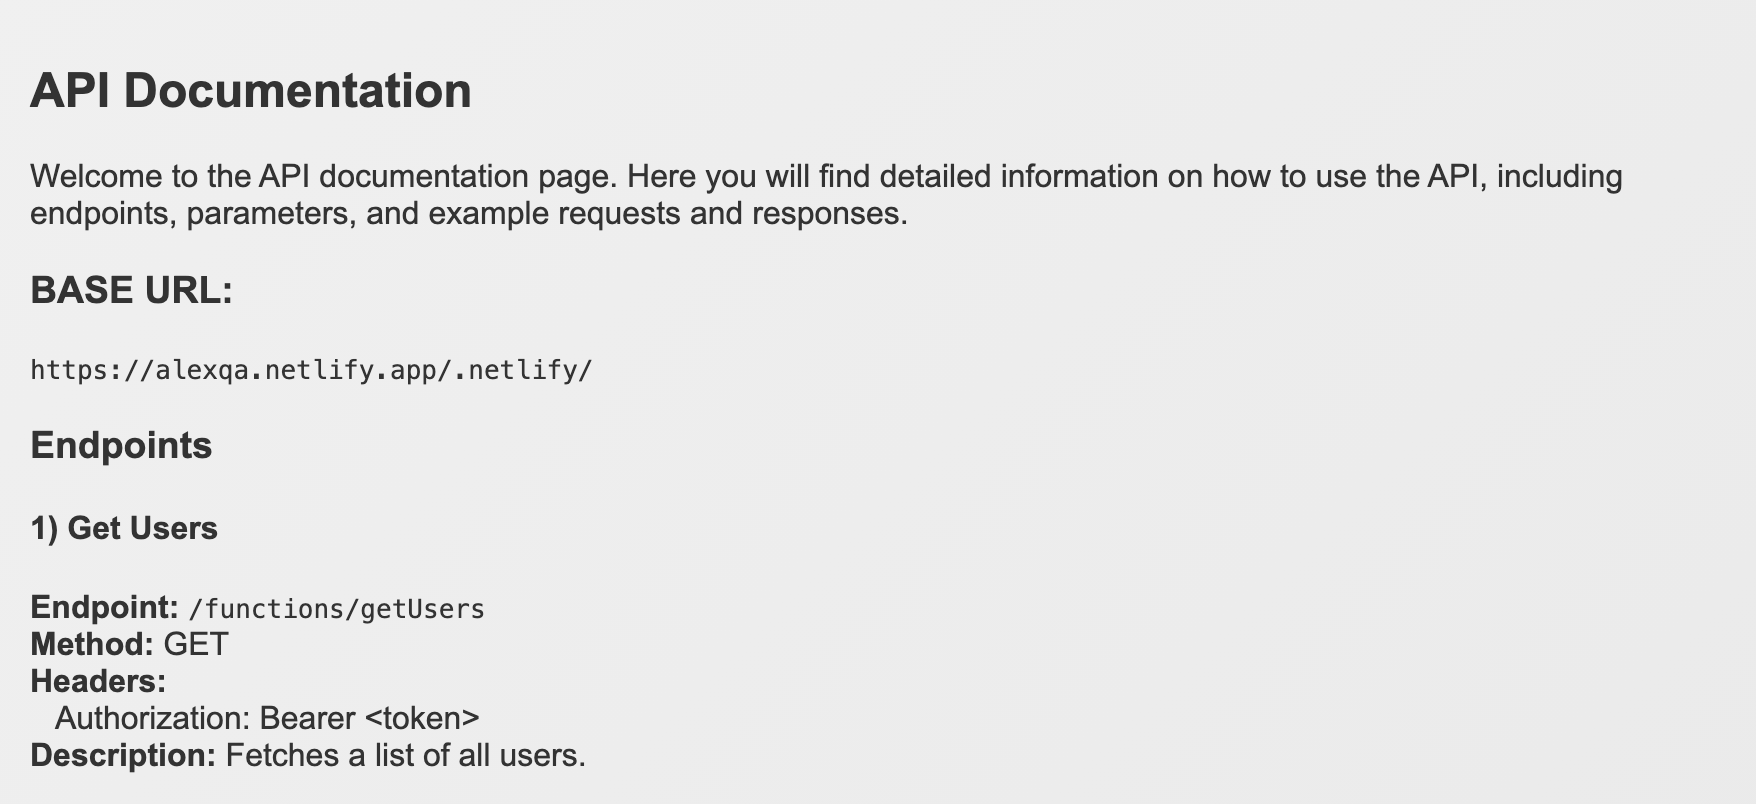 API Documentation
Welcome to the API documentation page. Here you will find detailed information on how to use the API, including
endpoints, parameters, and example requests and responses.
BASE URL:
https://alexqa.netlify.app/.netlify/
Endpoints
1) Get Users
Endpoint: /functions/getUsers
Method: GET
Headers:
Authorization: Bearer <token>
Description: Fetches a list of all users.